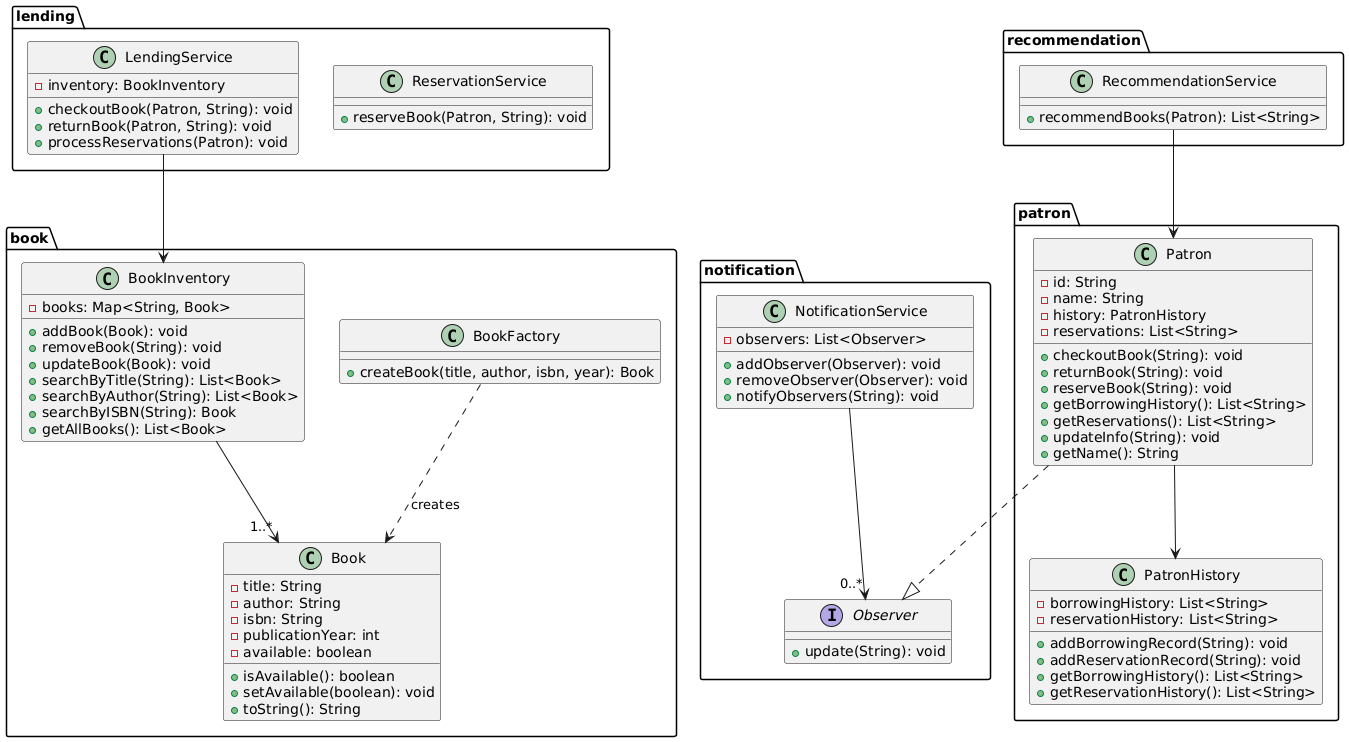 lending
C LendingService
inventory: BookInventory
checkoutBook(Patron, String): void
returnBook(Patron, String): void
processReservations(Patron): void
C ReservationService
reserveBook(Patron, String): void
recommendation
C RecommendationService
recommendBooks(Patron): List<String>
book
C BookInventory
books: Map<String, Book>
addBook(Book): void
removeBook(String): void
updateBook(Book): void
searchByTitle(String): List<Book>
searchByAuthor(String): List<Book>
searchByISBN(String): Book
getAllBooks(): List<Book>
C BookFactory
createBook(title, author, isbn, year): Book
creates
1..*
C Book
title: String
author: String
isbn: String
publicationYear: int
available: boolean
isAvailable(): boolean
setAvailable(boolean): void
toString(): String
notification
C NotificationService
observers: List<Observer>
addObserver(Observer): void
removeObserver(Observer): void
notifyObservers(String): void
0..*
I Observer
update(String): void
patron
C Patron
id: String
name: String
history: PatronHistory
reservations: List<String>
checkoutBook(String): void
returnBook(String): void
reserveBook(String): void
getBorrowingHistory(): List<String>
getReservations(): List<String>
updateInfo(String): void
getName(): String
C PatronHistory
borrowingHistory: List<String>
reservationHistory: List<String>
addBorrowingRecord(String): void
addReservationRecord(String): void
getBorrowingHistory(): List<String>
getReservationHistory(): List<String>